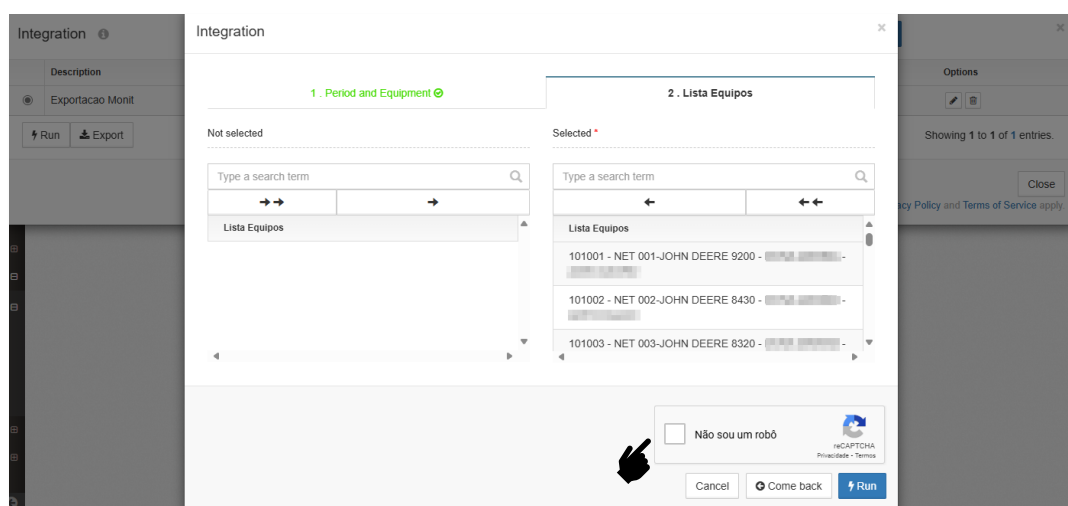 Integration
Integration
Description
Options
1 . Period and Equipment
2 . Lista Equipos
Exportacao Monit
Not selected
Selected *
Run
Export
Showing 1 to 1 of 1 entries.
Type a search term
Type a search term
Close
acy Policy and Terms of Service apply.
Lista Equipos
Lista Equipos
101001 - NET 001-JOHN DEERE 9200 - -
101002 - NET 002-JOHN DEERE 8430 - -
101003 - NET 003-JOHN DEERE 8320 - -
Não sou um robô
reCAPTCHA
Privacidade - Termos
Cancel
Come back
Run